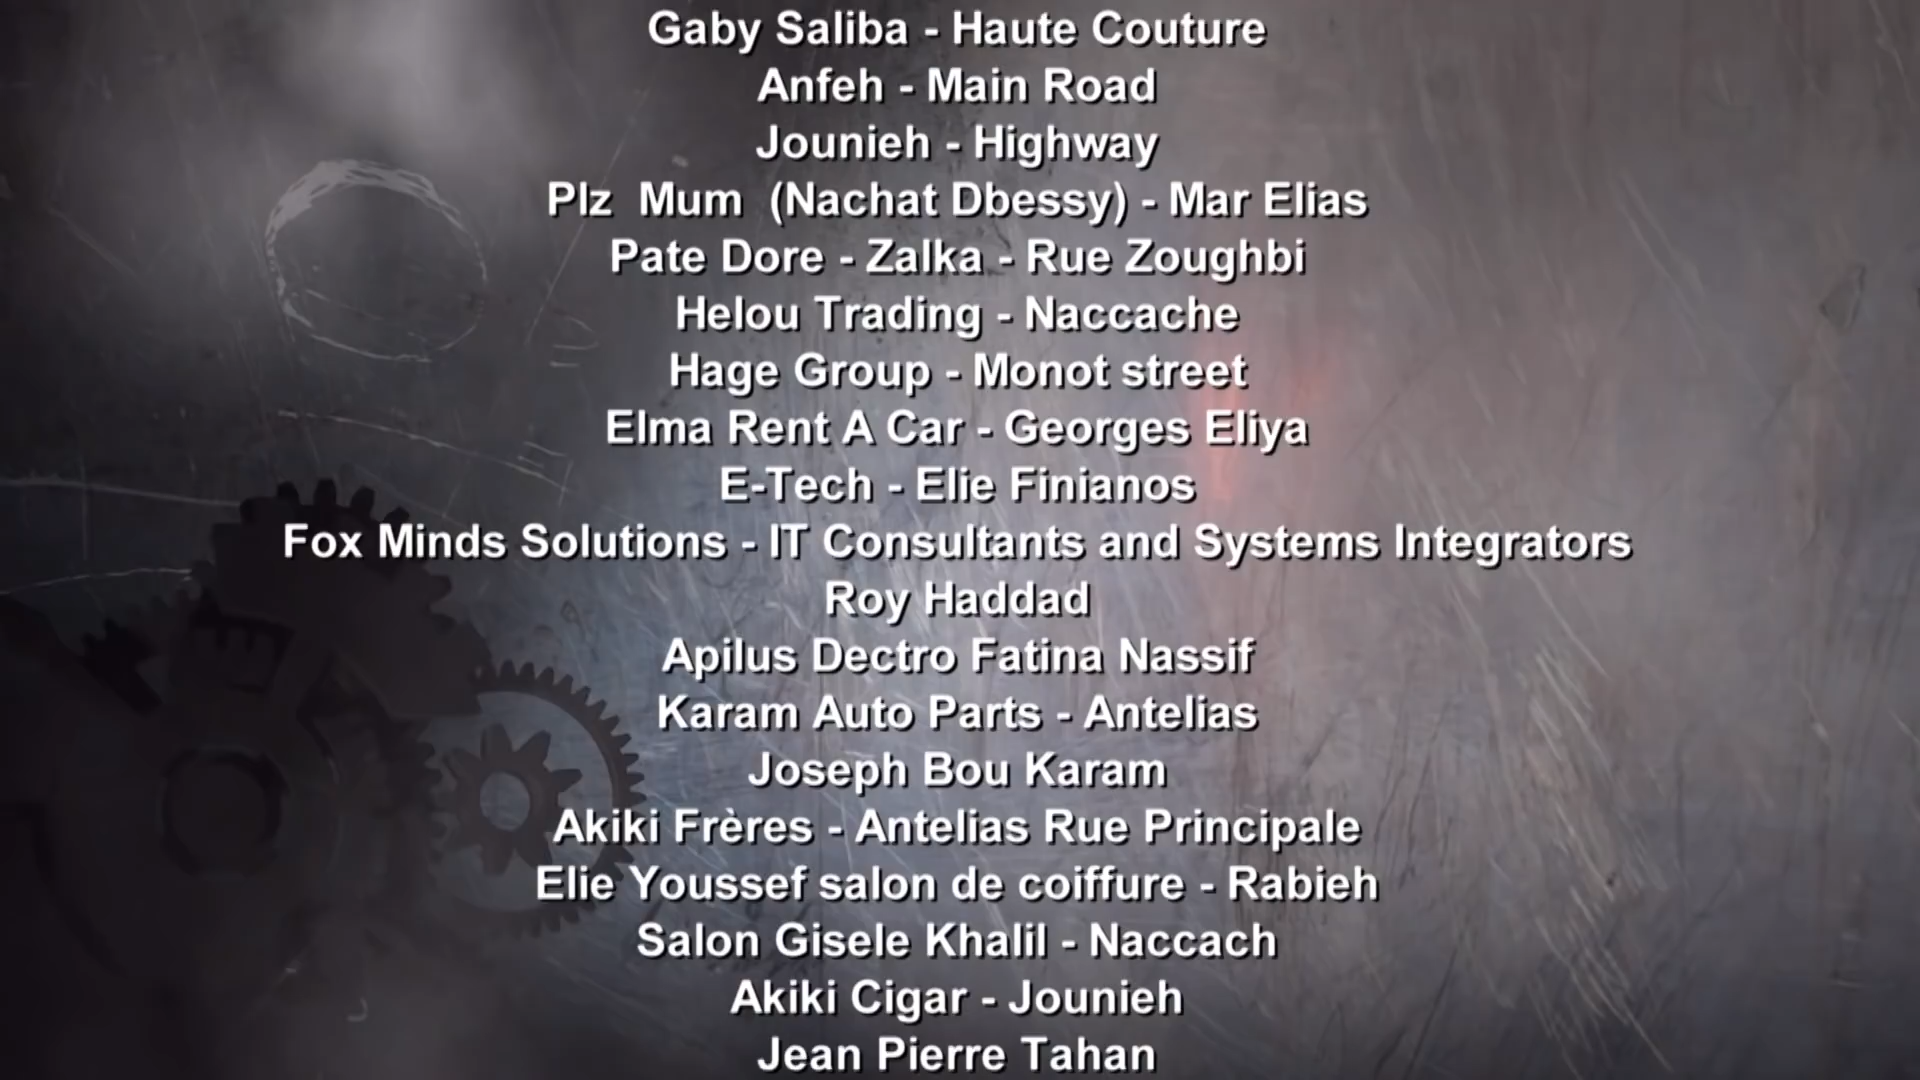 Gaby Saliba - Haute Couture
Anfeh - Main Road
Jounieh - Highway
Plz  Mum  (Nachat Dbessy) - Mar Elias
Pate Dore - Zalka - Rue Zoughbi
Helou Trading - Naccache
Hage Group - Monot street
Elma Rent A Car - Georges Eliya
E-Tech - Elie Finianos
Fox Minds Solutions - IT Consultants and Systems Integrators
Roy Haddad
Apilus Dectro Fatina Nassif
Karam Auto Parts - Antelias
Joseph Bou Karam
Akiki Frères - Antelias Rue Principale
Elie Youssef salon de coiffure - Rabieh
Salon Gisele Khalil - Naccach
Akiki Cigar - Jounieh
Jean Pierre Tahan